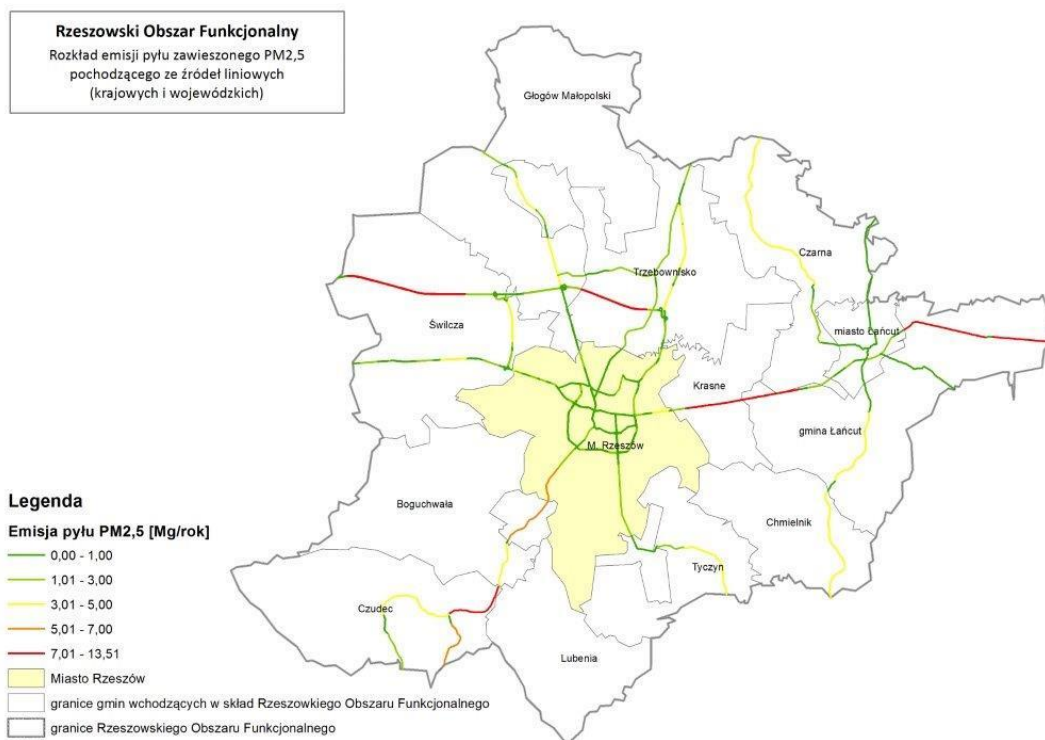 Rzeszowski Obszar Funkcjonalny
Rozkład emisji pyłu zawieszonego PM2,5
pochodzącego ze źródeł liniowych
(krajowych i wojewódzkich)
Głogów Małopolski
Czarna
Trzebownisko
Świlcza
miasto Łańcut
Krasne
gmina Łańcut
M. Rzeszów
Boguchwała
Chmielnik
Tyczyn
Czudec
Lubenia
Legenda
Emisja pyłu PM2,5 [Mg/rok]
0,00 - 1,00
1,01 - 3,00
3,01 - 5,00
5,01 - 7,00
7,01 - 13,51
Miasto Rzeszów
granice gmin wchodzących w skład Rzeszowkiego Obszaru Funkcjonalnego
granice Rzeszowskiego Obszaru Funkcjonalnego